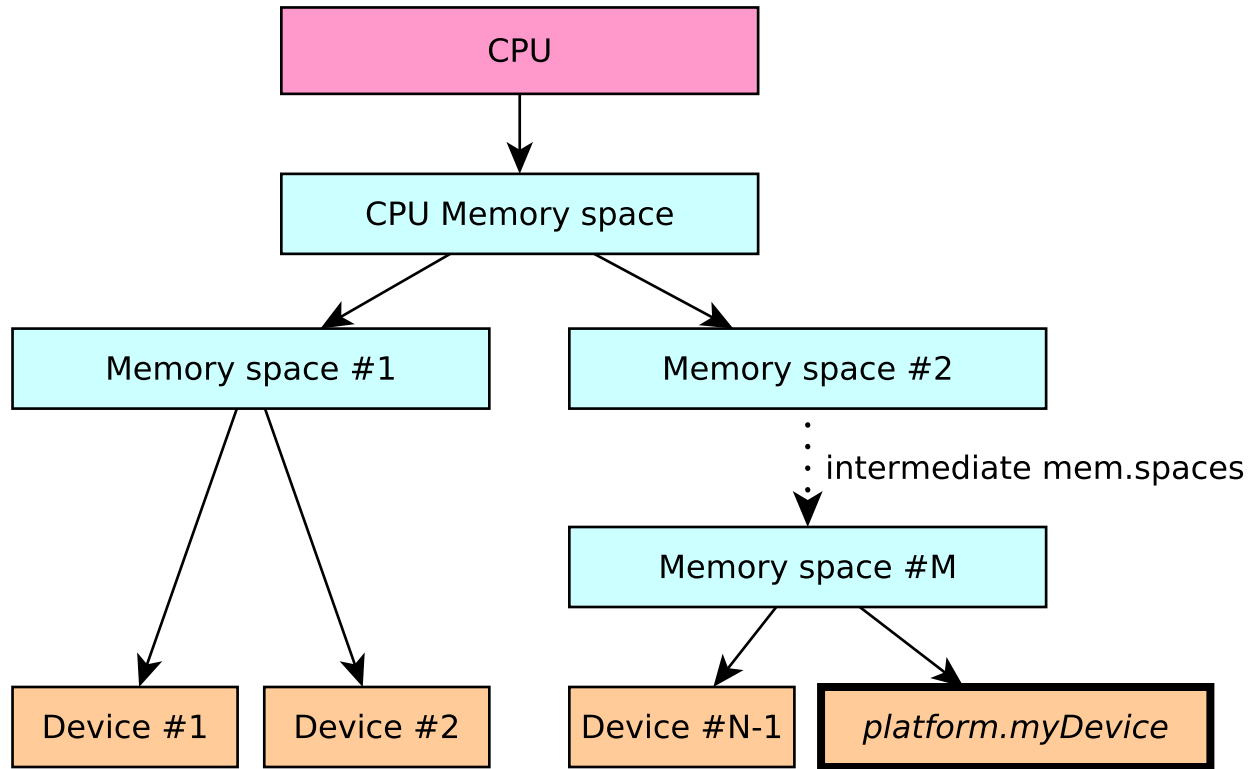 CPU
CPU Memory space
Memory space #1
Memory space #2
intermediate mem.spaces
Memory space #M
Device #1
Device #2
Device #N-1
platform.myDevice